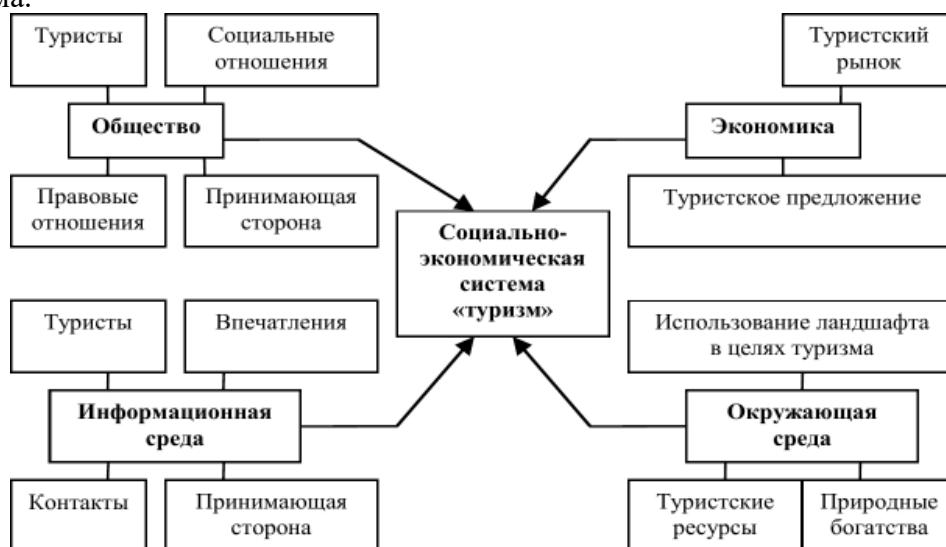 ма.
Туристы
Социальные
отношения
Туристский
рынок
Общество
Экономика
Правовые
отношения
Принимающая
сторона
Туристское предложение
Социально-
экономическая
система
«туризм»
Туристы
Впечатления
Использование ландшафта
в целях туризма
Информационная
среда
Окружающая
среда
Контакты
Принимающая
сторона
Туристские
ресурсы
Природные
богатства